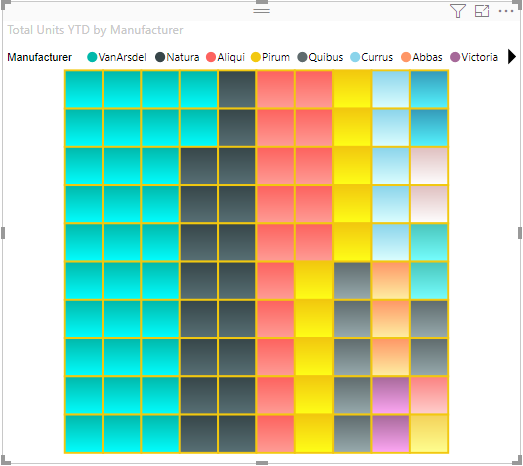 Total Units YTD by Manufacturer
Manufacturer VanArsdel Natura Aliqui Pirum Quibus Currus Abbas Victoria